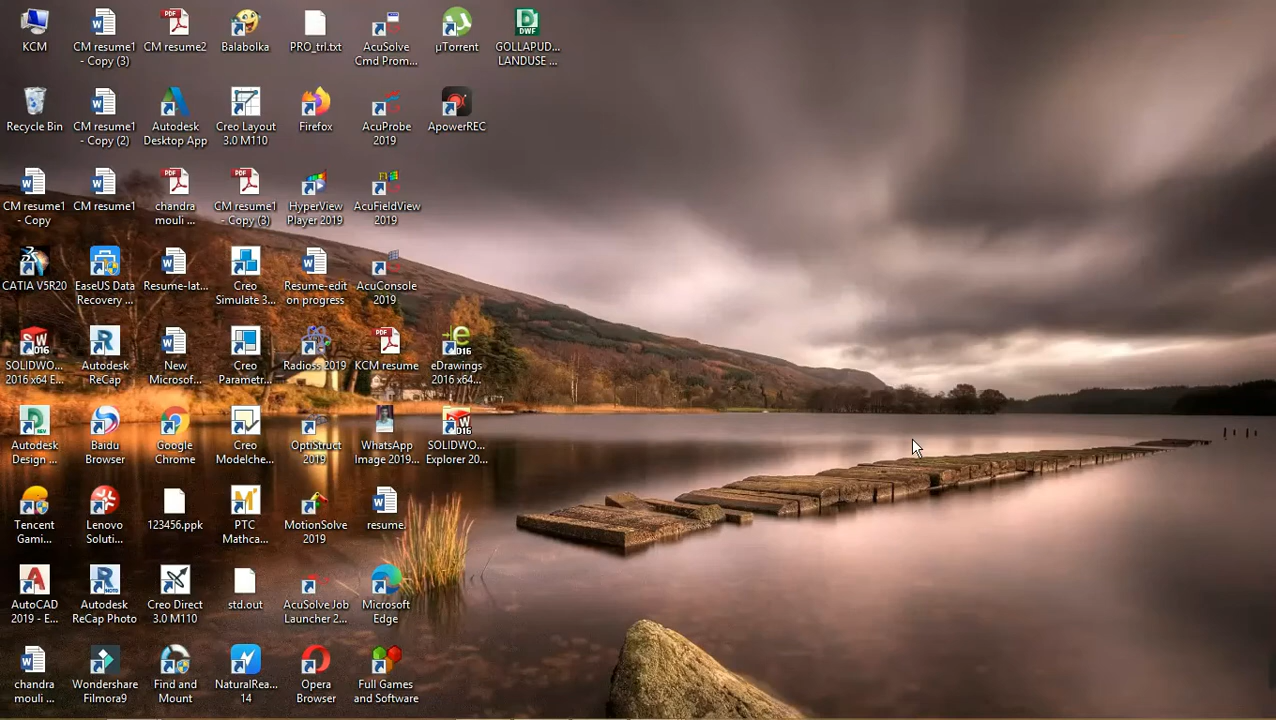 KCM
CM resume1
- Copy (3)
CM resume2
Balabolka
PRO_trl.txt
AcuSolve
Cmd Prom...
µTorrent
GOLLAPUD...
LANDUSE ...
Recycle Bin
CM resume1
- Copy (2)
Autodesk
Desktop App
Creo Layout
3.0 M110
Firefox
AcuProbe
2019
ApowerREC
CM resume1
- Copy
CM resume1
chandra
mouli ...
CM resume1
- Copy (3)
HyperView
Player 2019
AcuFieldView
2019
CATIA V5R20
EaseUS Data
Recovery ...
Resume-lat...
Creo
Simulate 3...
Resume-edit
on progress
AcuConsole
2019
SOLIDWO...
2016 x64 E...
Autodesk
ReCap
New
Microsof...
Creo
Parametr...
Radioss 2019
KCM resume
eDrawings
2016 x64...
Autodesk
Design ...
Baidu
Browser
Google
Chrome
Creo
Modelche...
OptiStruct
2019
WhatsApp
Image 2019...
SOLIDWO...
Explorer 20...
Tencent
Gami...
Lenovo
Soluti...
123456.ppk
PTC
Mathca...
MotionSolve
2019
resume
AutoCAD
2019 - E...
Autodesk
ReCap Photo
Creo Direct
3.0 M110
std.out
AcuSolve Job
Launcher 2...
Microsoft
Edge
chandra
mouli ...
Wondershare
Filmora9
Find and
Mount
NaturalRea...
14
Opera
Browser
Full Games
and Software